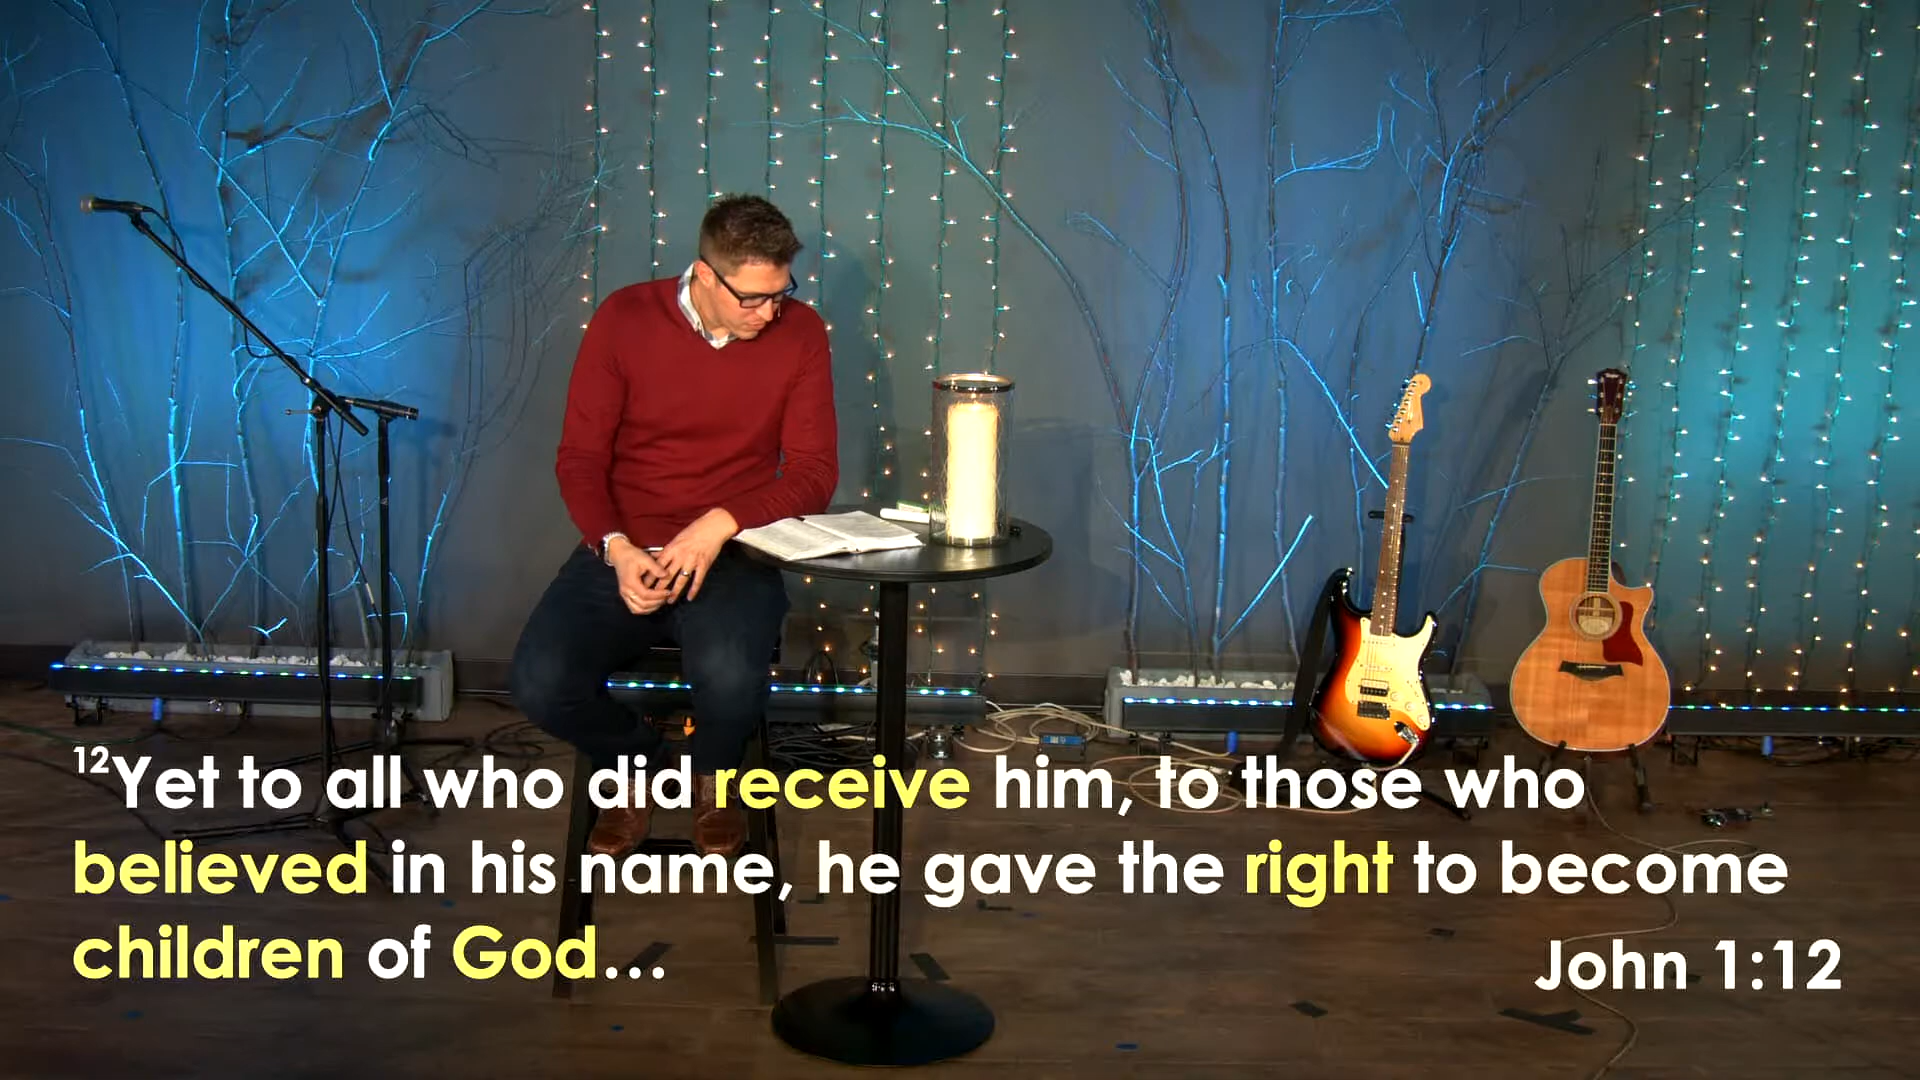 ¹²Yet to all who did receive him, to those who
believed in his name, he gave the right to become
children of God…
John 1:12